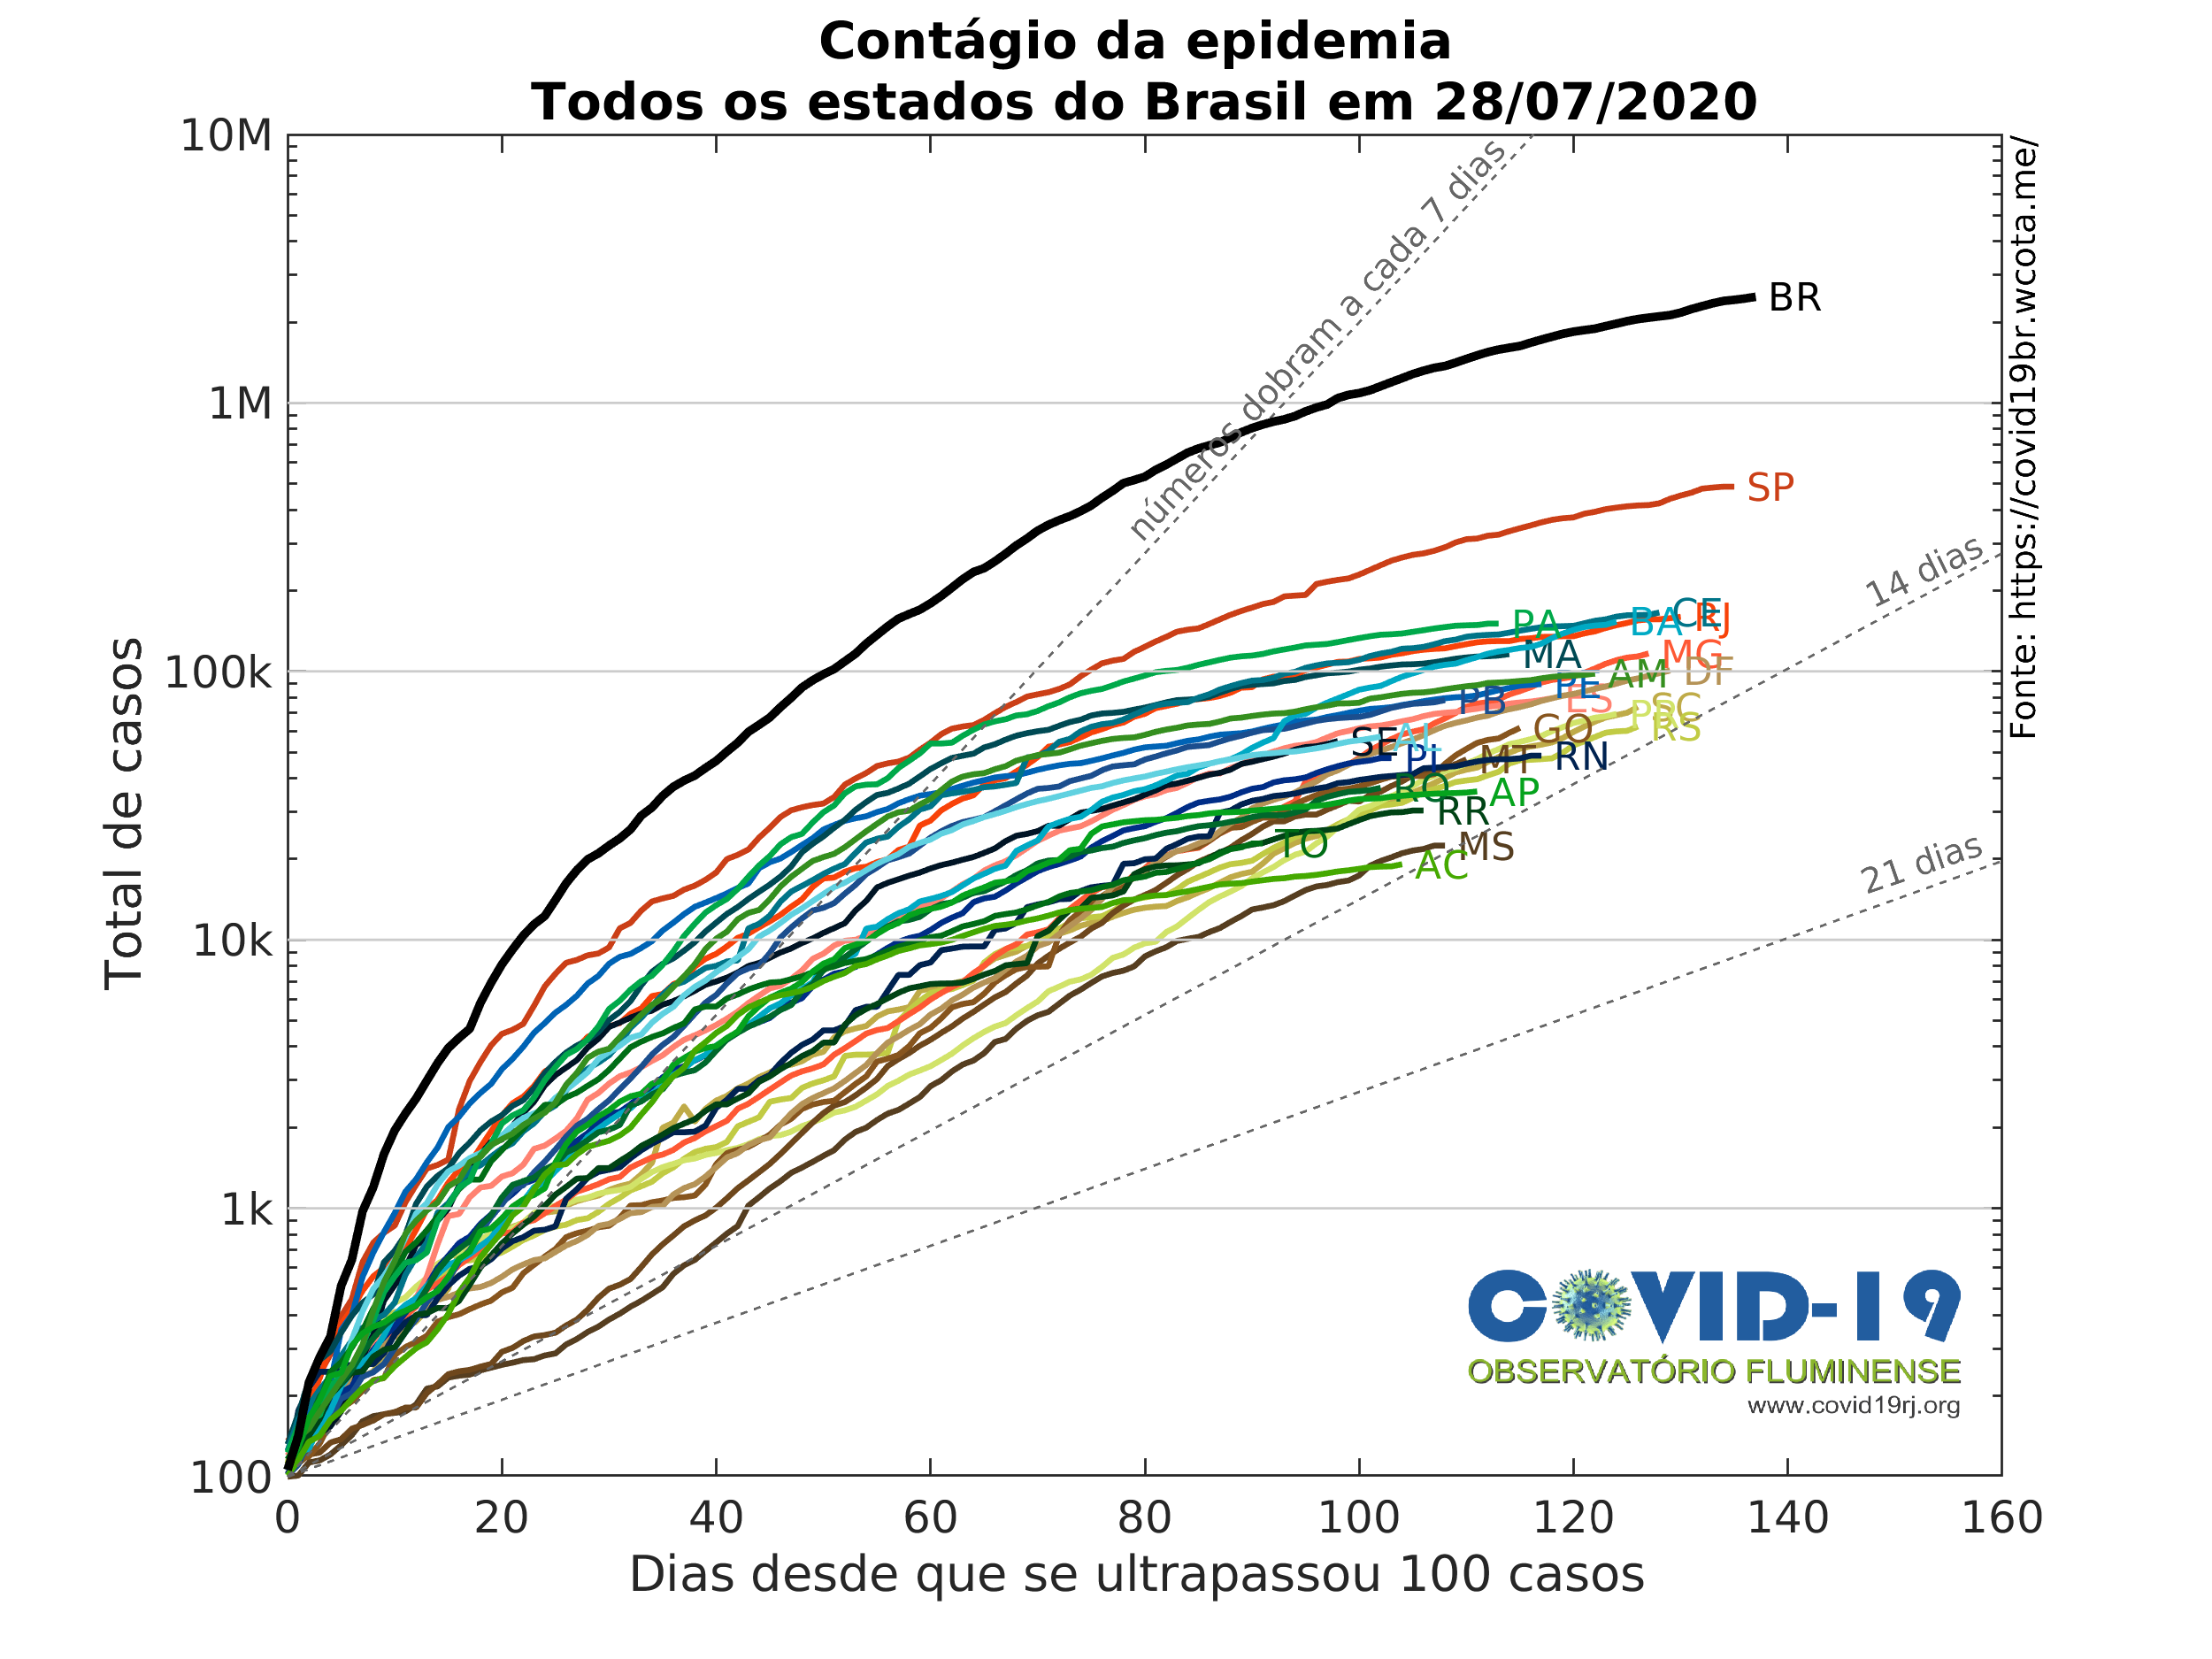 Contágio da epidemia
Todos os estados do Brasil em 28/07/2020
10M
1M
100k
10k
1k
100
Total de casos
0 20 40 60 80 100 120 140 160
Dias desde que se ultrapassou 100 casos
números dobram a cada 7 dias
14 dias
21 dias
BR
SP
PA
BA
CE
RJ
MA
MG
DF
AM
PE
ES
PB
SC
PR
RS
GO
SE
AL
PI
MT
RN
RO
AP
RR
TO
MS
AC
Fonte: https://covid19br.wcota.me/
COVID-19
OBSERVATÓRIO FLUMINENSE
www.covid19rj.org